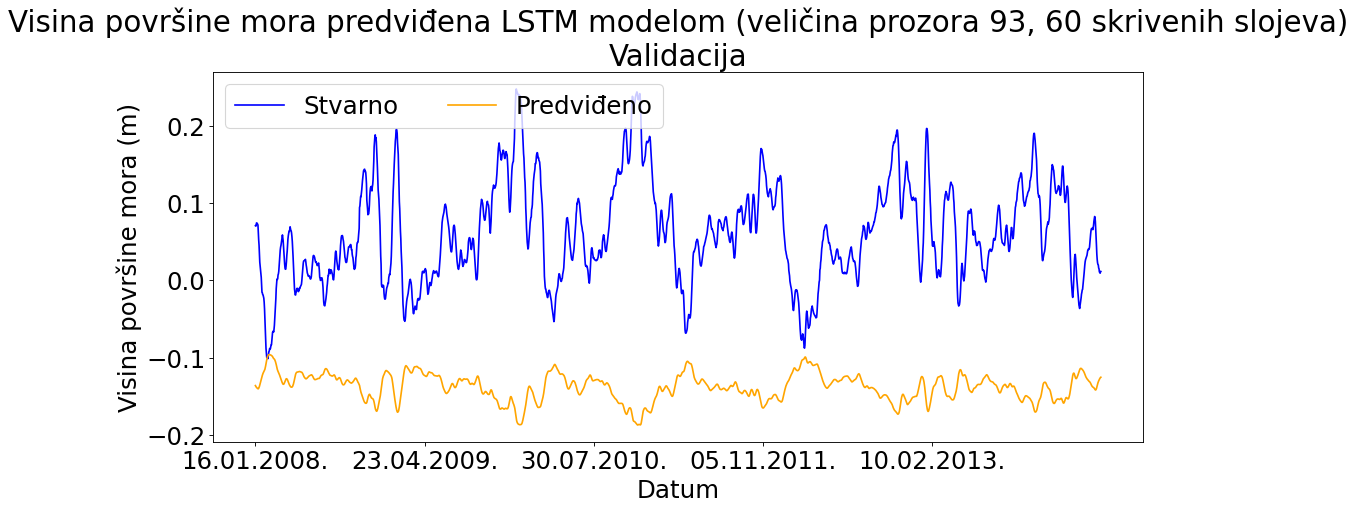 Visina površine mora predviđena LSTM modelom (veličina prozora 93, 60 skrivenih slojeva)
Validacija
Stvarno
Predviđeno
Visina površine mora (m)
0.2
0.1
0.0
−0.1
−0.2
16.01.2008.
23.04.2009.
30.07.2010.
05.11.2011.
10.02.2013.
Datum